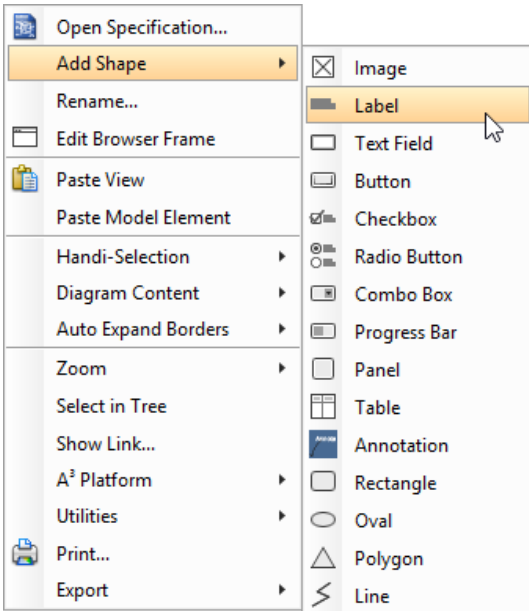 Open Specification...
Add Shape
Rename...
Edit Browser Frame
Paste View
Paste Model Element
Handi-Selection
Diagram Content
Auto Expand Borders
Zoom
Select in Tree
Show Link...
A³ Platform
Utilities
Print...
Export
Image
Label
Text Field
Button
Checkbox
Radio Button
Combo Box
Progress Bar
Panel
Table
Annotation
Rectangle
Oval
Polygon
Line